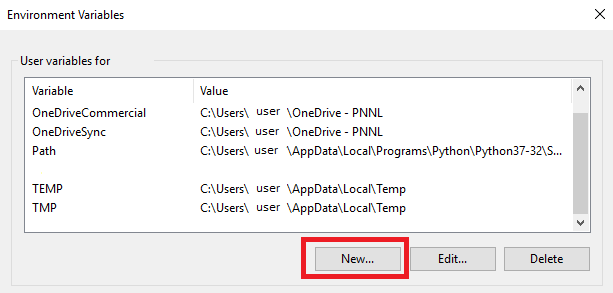 Environment Variables
User variables for
Variable Value
OneDriveCommercial C:\Users\ user \OneDrive - PNNL
OneDriveSync C:\Users\ user \OneDrive - PNNL
Path C:\Users\ user \AppData\Local\Programs\Python\Python37-32\S...
TEMP C:\Users\ user \AppData\Local\Temp
TMP C:\Users\ user \AppData\Local\Temp
New... Edit... Delete